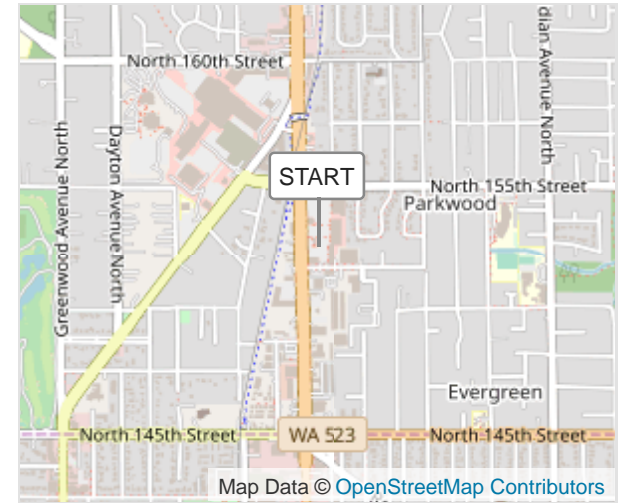 dian Avenue North
North 160th Street
Greenwood Avenue North
Dayton Avenue North
START
North 155th Street
Parkwood
Evergreen
North 145th Street
WA 523
North 145th Street
Map Data © OpenStreetMap Contributors